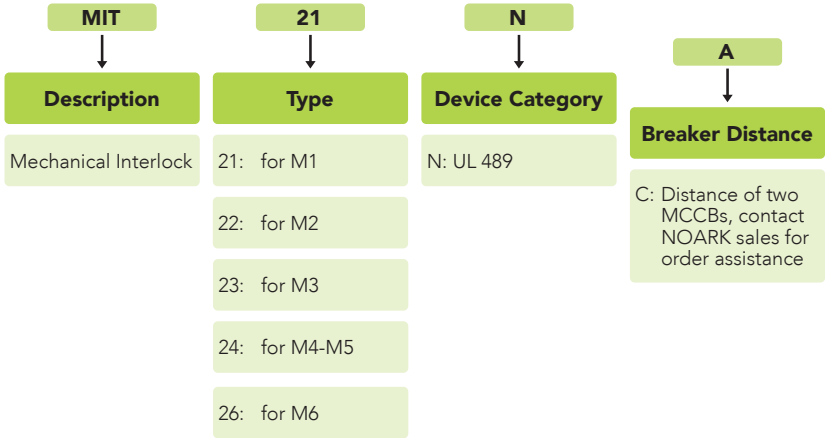 MIT
21
N
A
Description
Type
Device Category
Breaker Distance
Mechanical Interlock
21: for M1
22: for M2
23: for M3
24: for M4-M5
26: for M6
N: UL 489
C: Distance of two
MCCBs, contact
NOARK sales for
order assistance